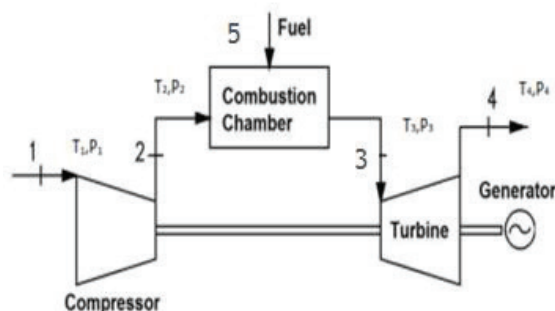 5
Fuel
T₂,P₂
Combustion
Chamber
T₄,P₄
4
1
T₁,P₁
2
T₃,P₃
3
Generator
Turbine
Compressor